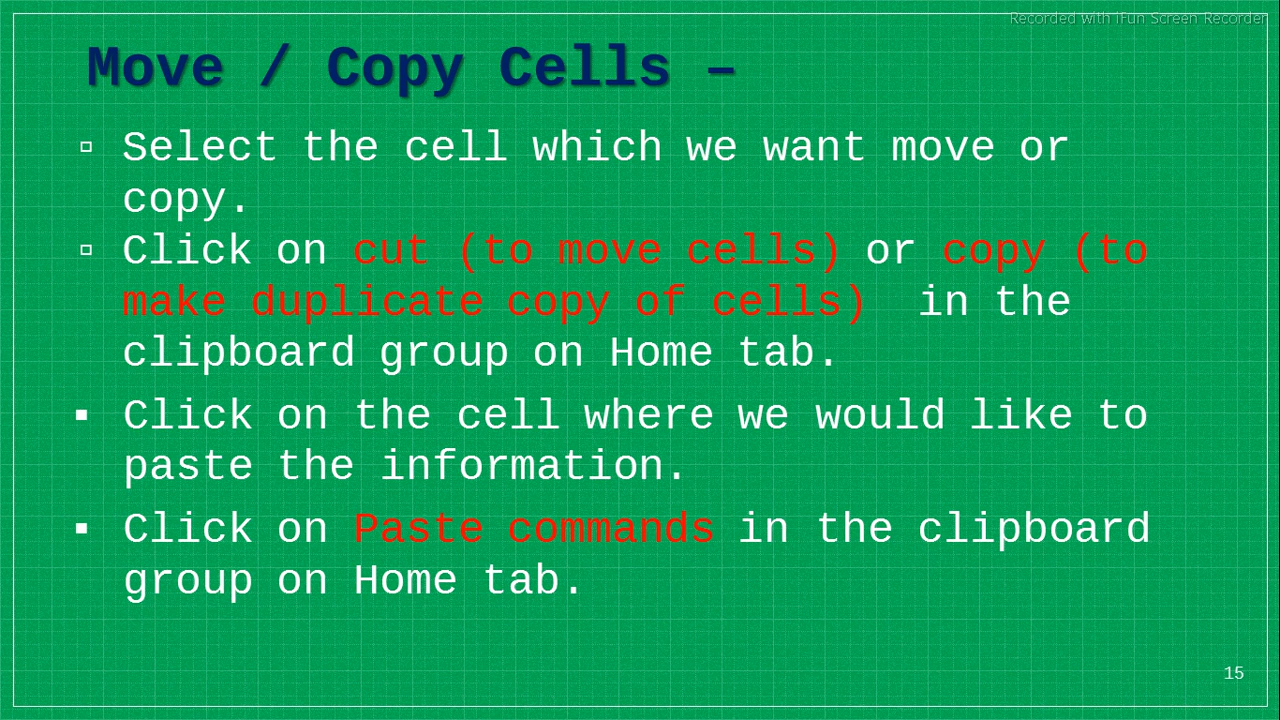 Recorded with iFun Screen Recorder
Move / Copy Cells –
▫ Select the cell which we want move or
copy.
▫ Click on cut (to move cells) or copy (to
make duplicate copy of cells)  in the
clipboard group on Home tab.
▪ Click on the cell where we would like to
paste the information.
▪ Click on Paste commands in the clipboard
group on Home tab.
15